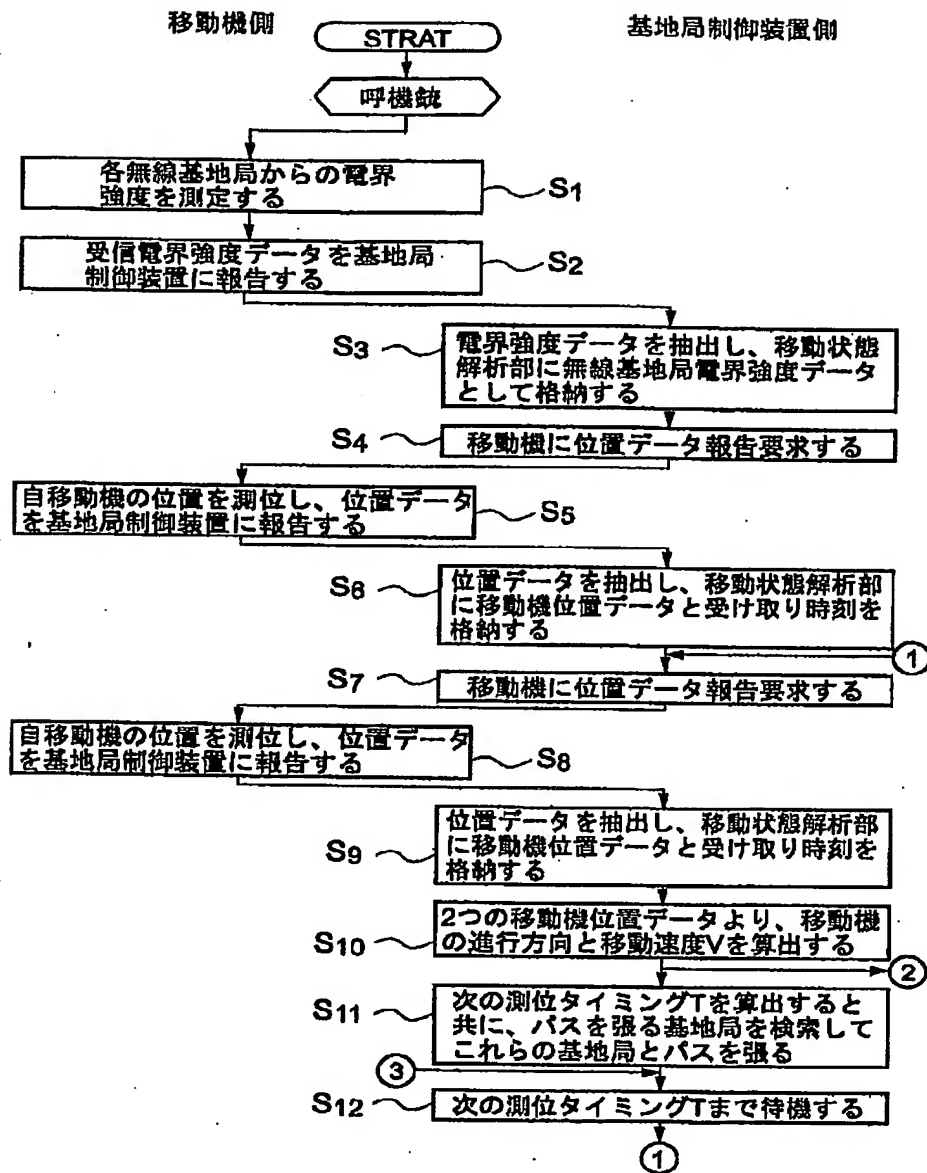 移動機側
基地局制御装置側
STRAT
呼機銃
各無線基地局からの電界
強度を測定する
S1
受信電界強度データを基地局
制御装置に報告する
S2
S3
電界強度データを抽出し、移動状態
解析部に無線基地局電界強度データ
として格納する
S4
移動機に位置データ報告要求する
自移動機の位置を測位し、位置データ
を基地局制御装置に報告する
S5
S6
位置データを抽出し、移動状態解析部
に移動機位置データと受け取り時刻を
格納する
①
S7
移動機に位置データ報告要求する
自移動機の位置を測位し、位置データ
を基地局制御装置に報告する
S8
S9
位置データを抽出し、移動状態解析部
に移動機位置データと受け取り時刻を
格納する
S10
2つの移動機位置データより、移動機
の進行方向と移動速度Vを算出する
②
S11
次の測位タイミングTを算出すると
共に、パスを張る基地局を検索して
これらの基地局とパスを張る
③
S12
次の測位タイミングTまで待機する
①